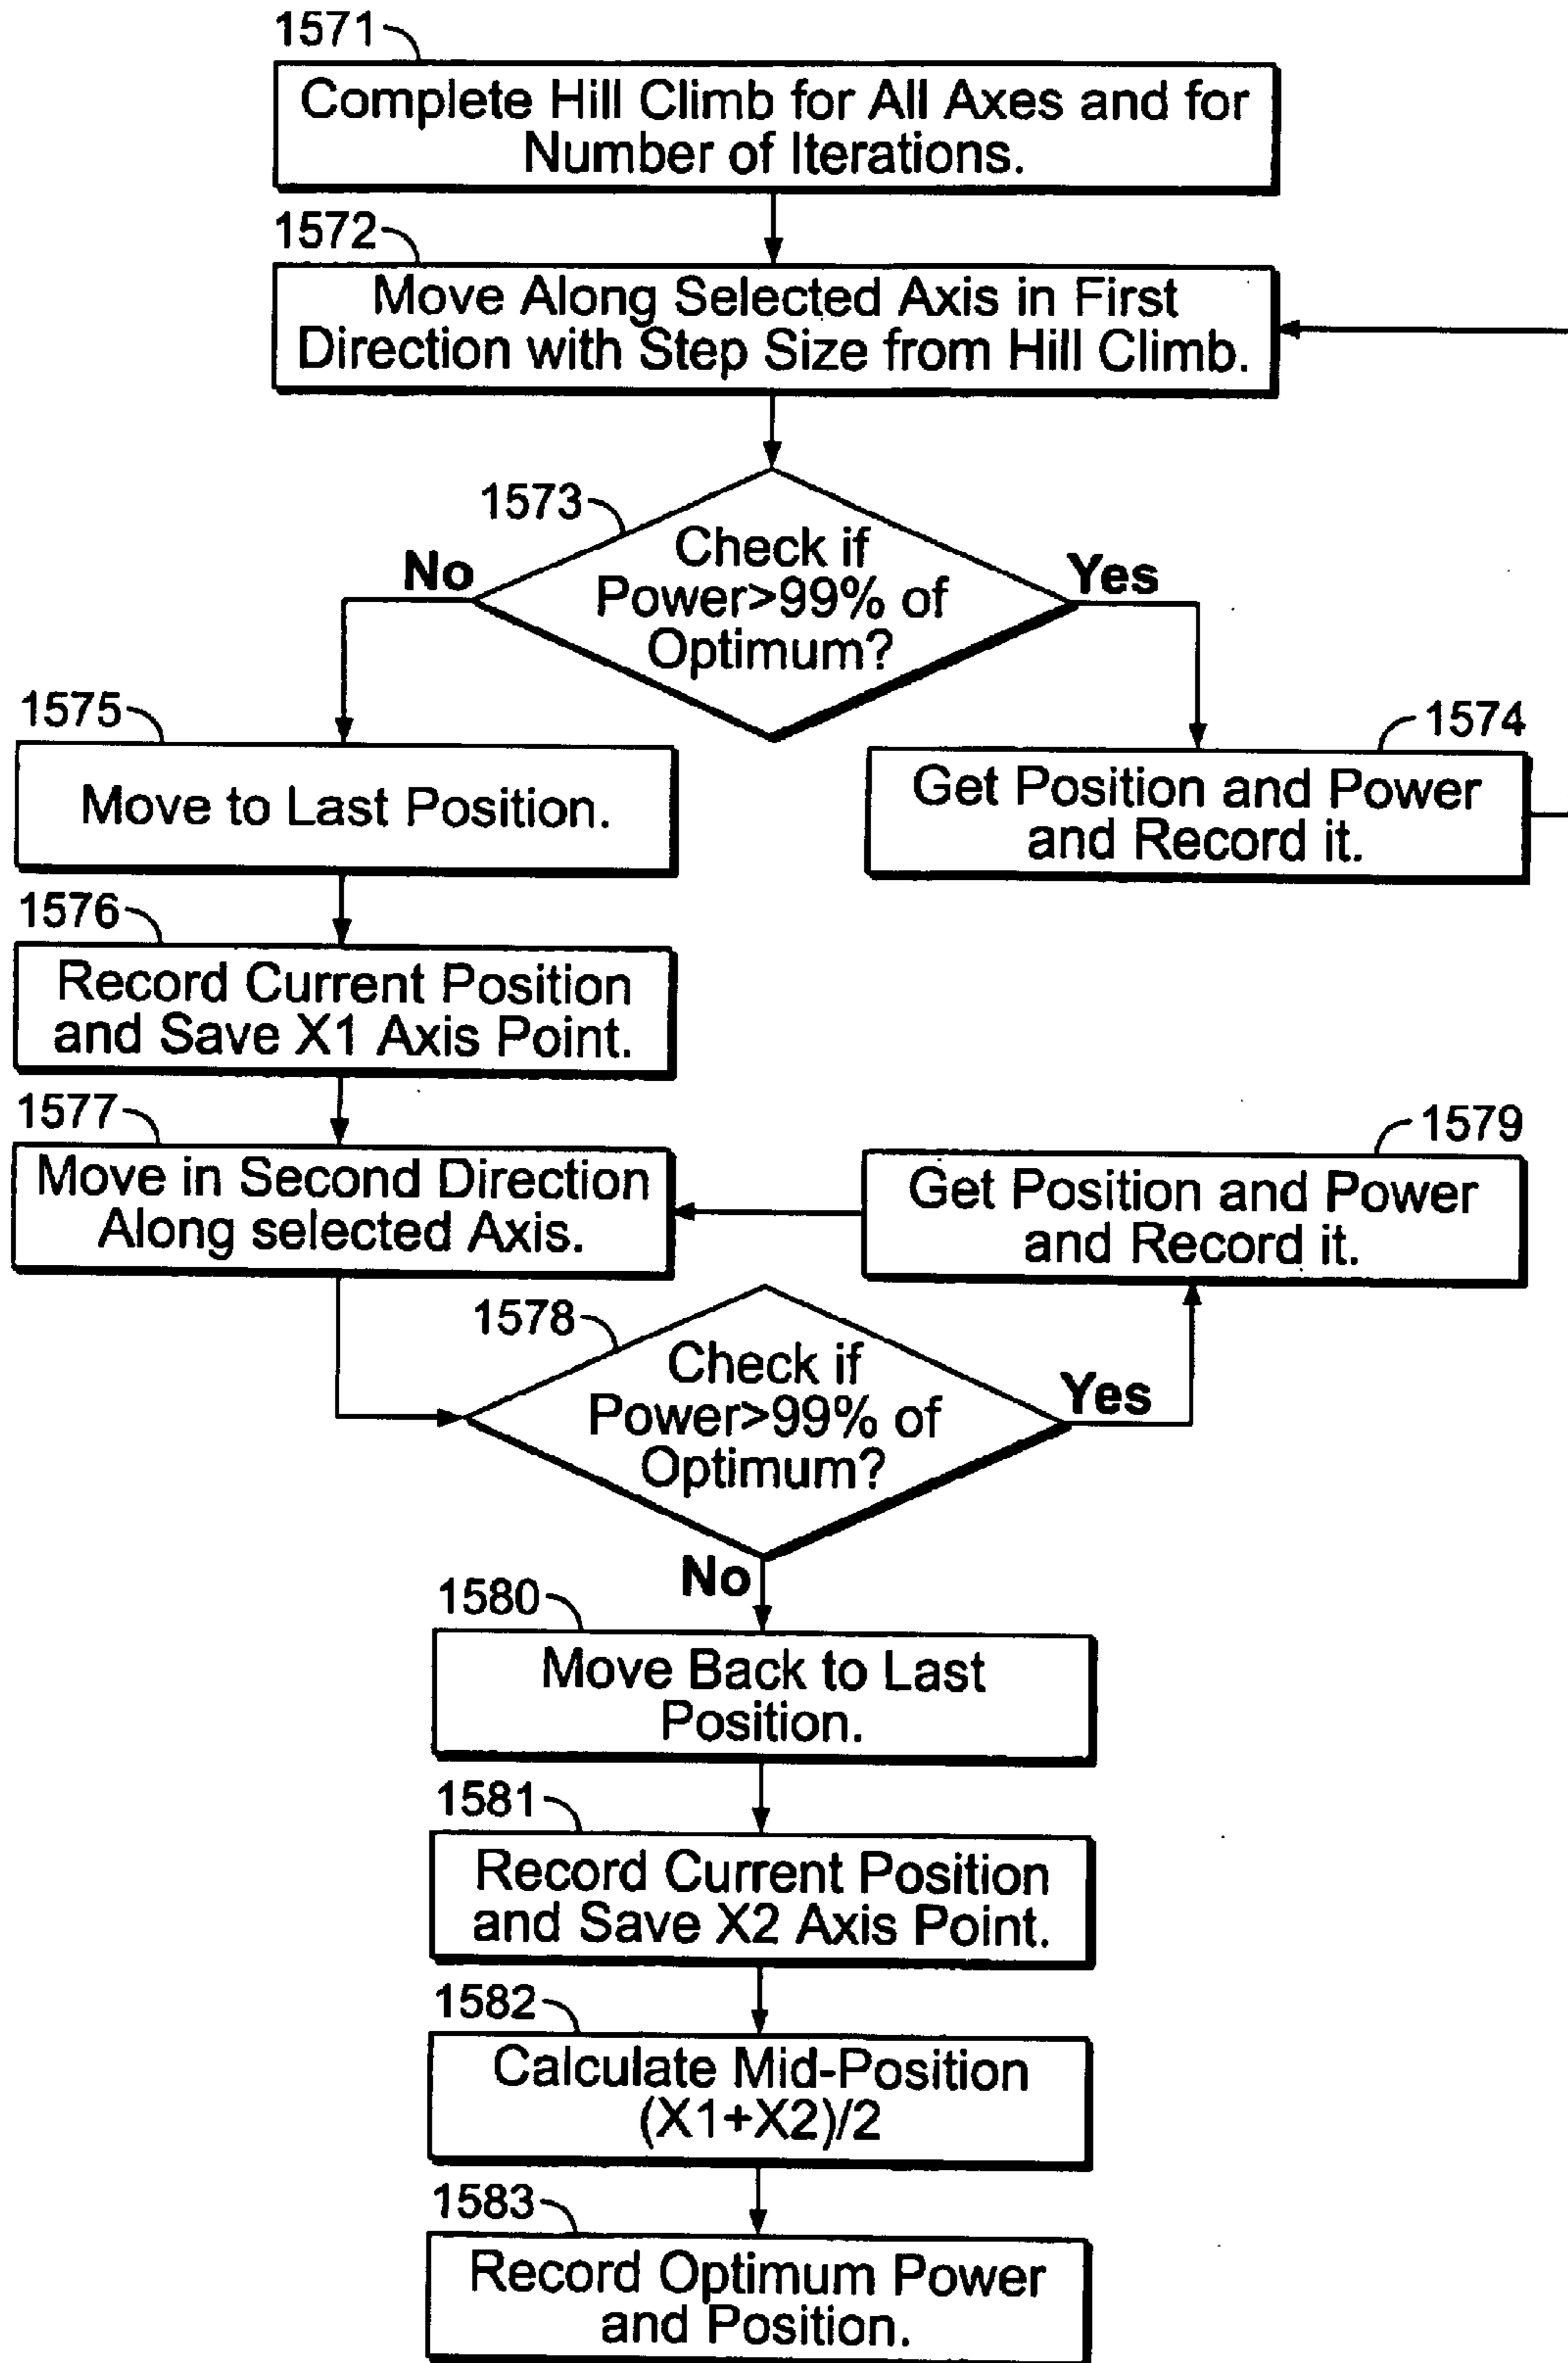 1571
Complete Hill Climb for All Axes and for
Number of Iterations.
1572
Move Along Selected Axis in First
Direction with Step Size from Hill Climb.
1573
Check if
Power>99% of
Optimum?
No
Yes
1575
Move to Last Position.
1574
Get Position and Power
and Record it.
1576
Record Current Position
and Save X1 Axis Point.
1577
Move in Second Direction
Along selected Axis.
1579
Get Position and Power
and Record it.
1578
Check if
Power>99% of
Optimum?
Yes
No
1580
Move Back to Last
Position.
1581
Record Current Position
and Save X2 Axis Point.
1582
Calculate Mid-Position
(X1+X2)/2
1583
Record Optimum Power
and Position.